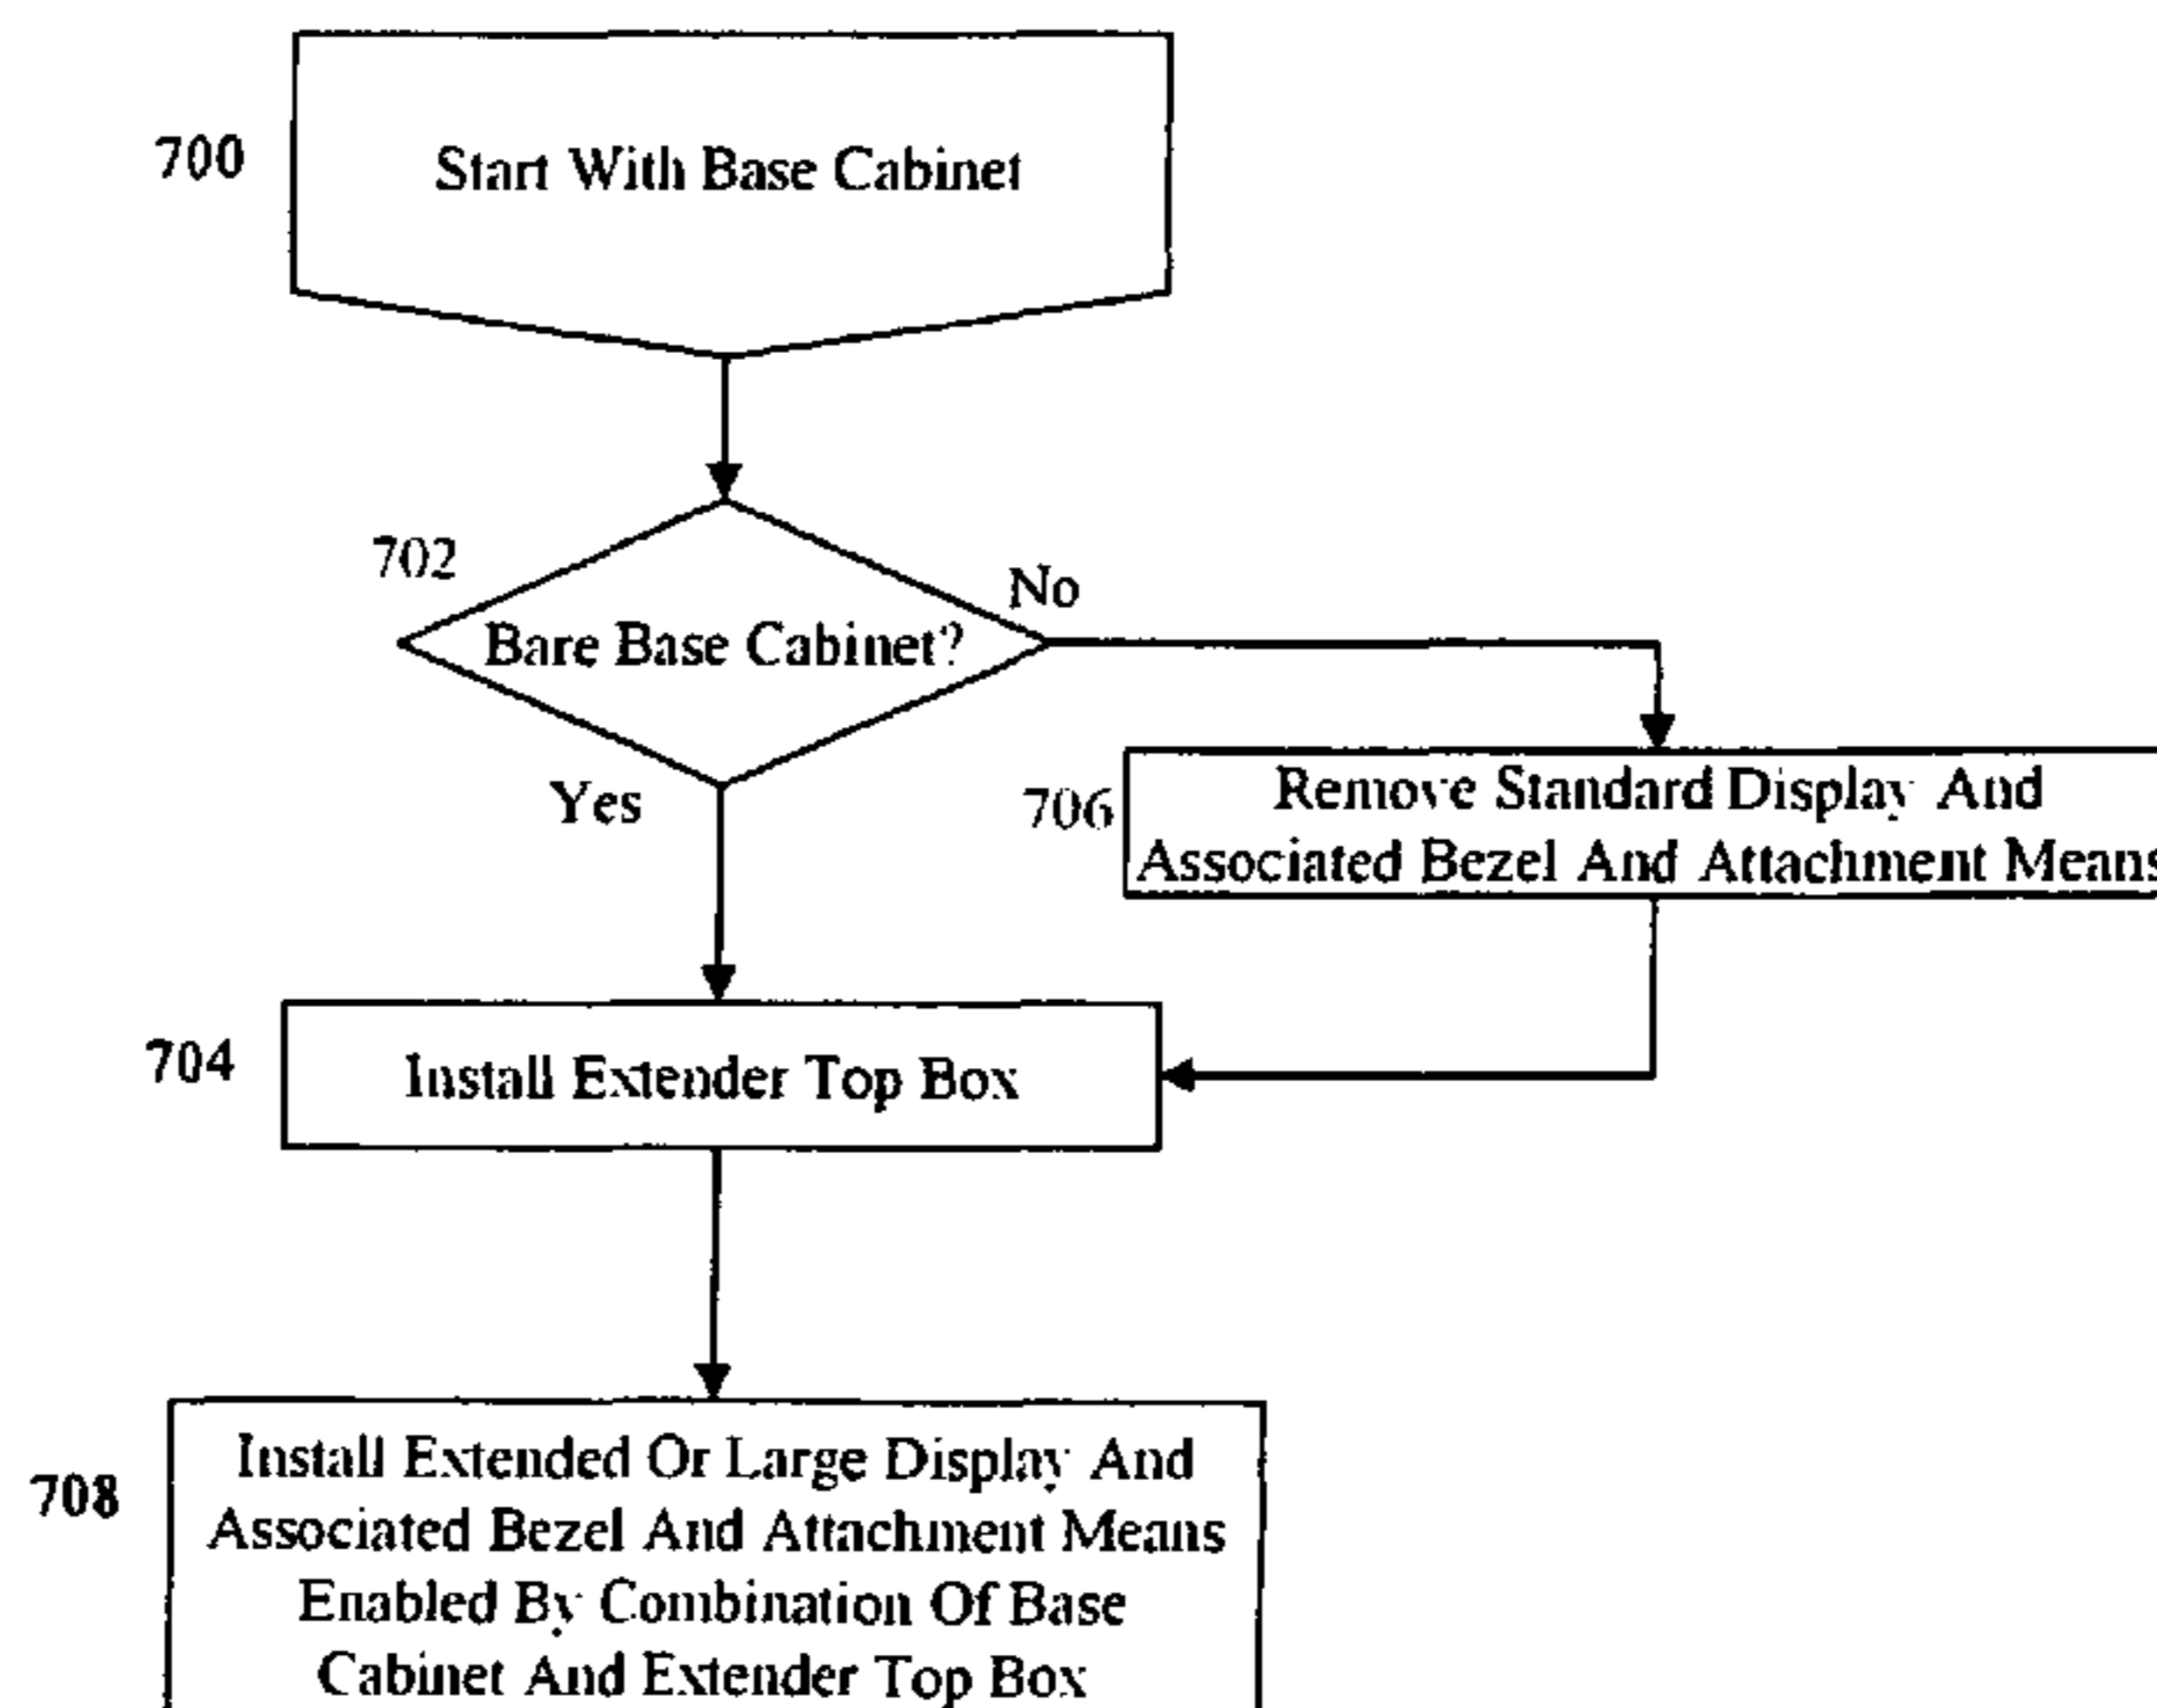 700
Start With Base Cabinet
702
No
Bare Base Cabinet?
Yes
706
Remove Standard Display And
Associated Bezel And Attachment Means
704
Install Extender Top Box
708
Install Extended Or Large Display And
Associated Bezel And Attachment Means
Enabled By Combination Of Base
Cabinet And Extender Top Box